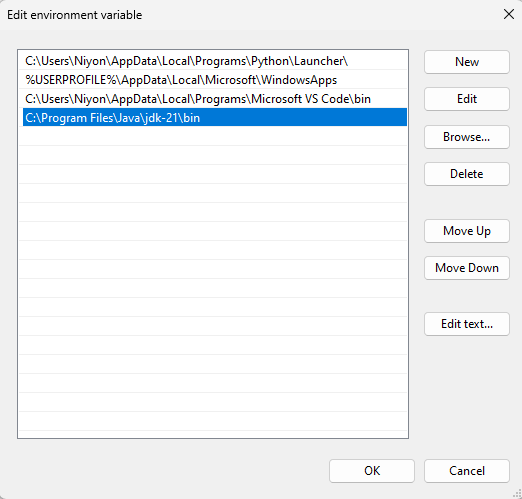 Edit environment variable
C:\Users\Niyon\AppData\Local\Programs\Python\Launcher\
%USERPROFILE%\AppData\Local\Microsoft\WindowsApps
C:\Users\Niyon\AppData\Local\Programs\Microsoft VS Code\bin
C:\Program Files\Java\jdk-21\bin
New
Edit
Browse...
Delete
Move Up
Move Down
Edit text...
OK
Cancel